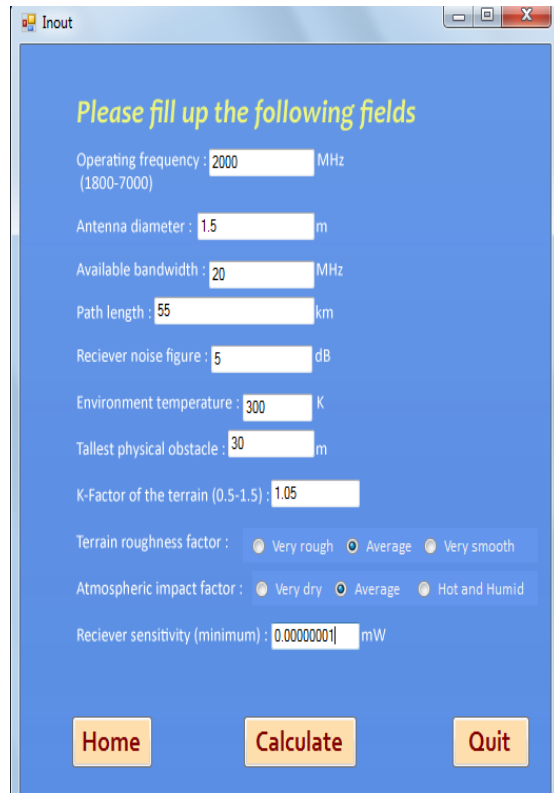 Inout
Please fill up the following fields
Operating frequency : 2000 MHz
(1800-7000)
Antenna diameter : 1.5 m
Available bandwidth : 20 MHz
Path length : 55 km
Reciever noise figure : 5 dB
Environment temperature : 300 K
Tallest physical obstacle : 30 m
K-Factor of the terrain (0.5-1.5) : 1.05
Terrain roughness factor : Very rough Average Very smooth
Atmospheric impact factor : Very dry Average Hot and Humid
Reciever sensitivity (minimum) : 0.00000001 mW
Home Calculate Quit